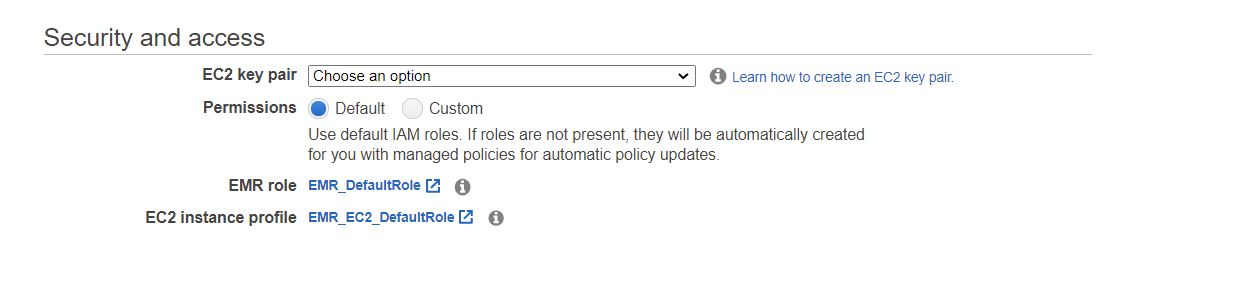 Security and access
EC2 key pair Choose an option Learn how to create an EC2 key pair.
Permissions Default Custom
Use default IAM roles. If roles are not present, they will be automatically created
for you with managed policies for automatic policy updates.
EMR role EMR_DefaultRole
EC2 instance profile EMR_EC2_DefaultRole